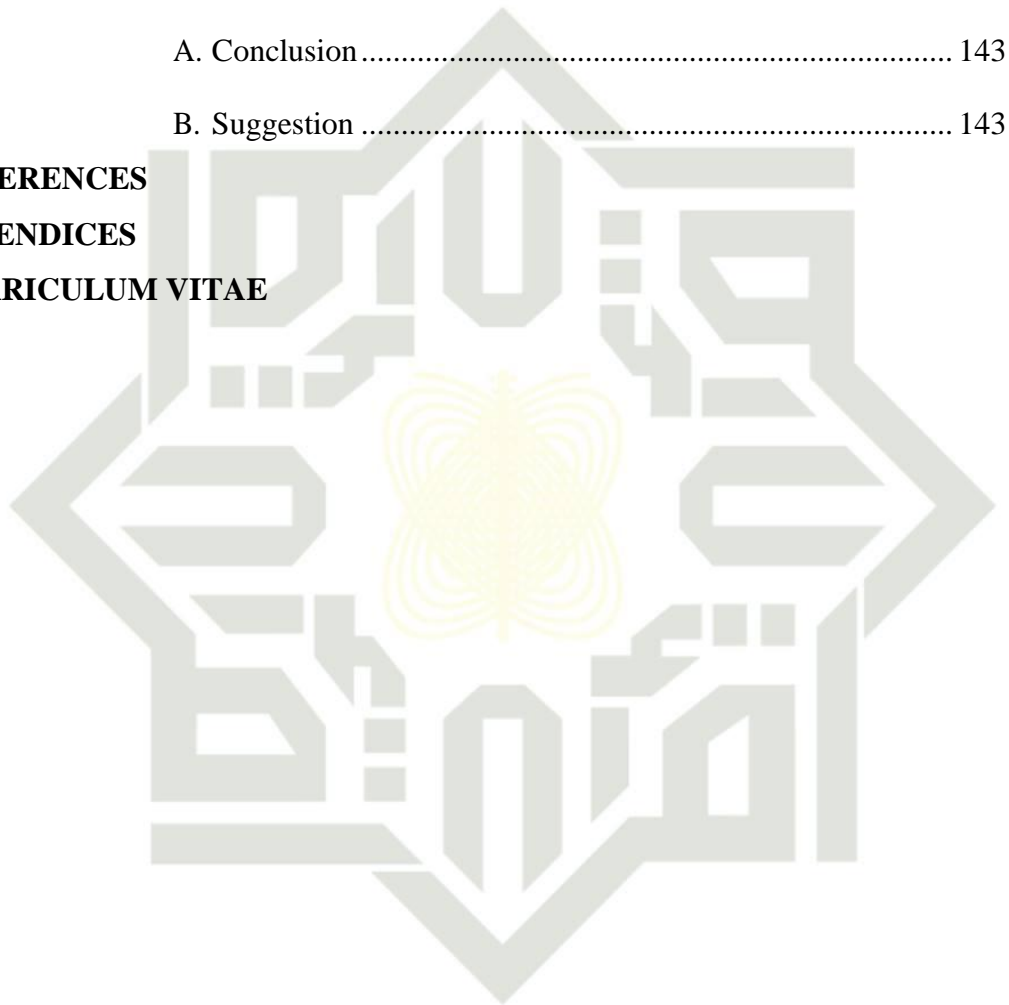 A. Conclusion ........................................................................... 143
B. Suggestion ........................................................................... 143
ERENCES
ENDICES
RICULUM VITAE